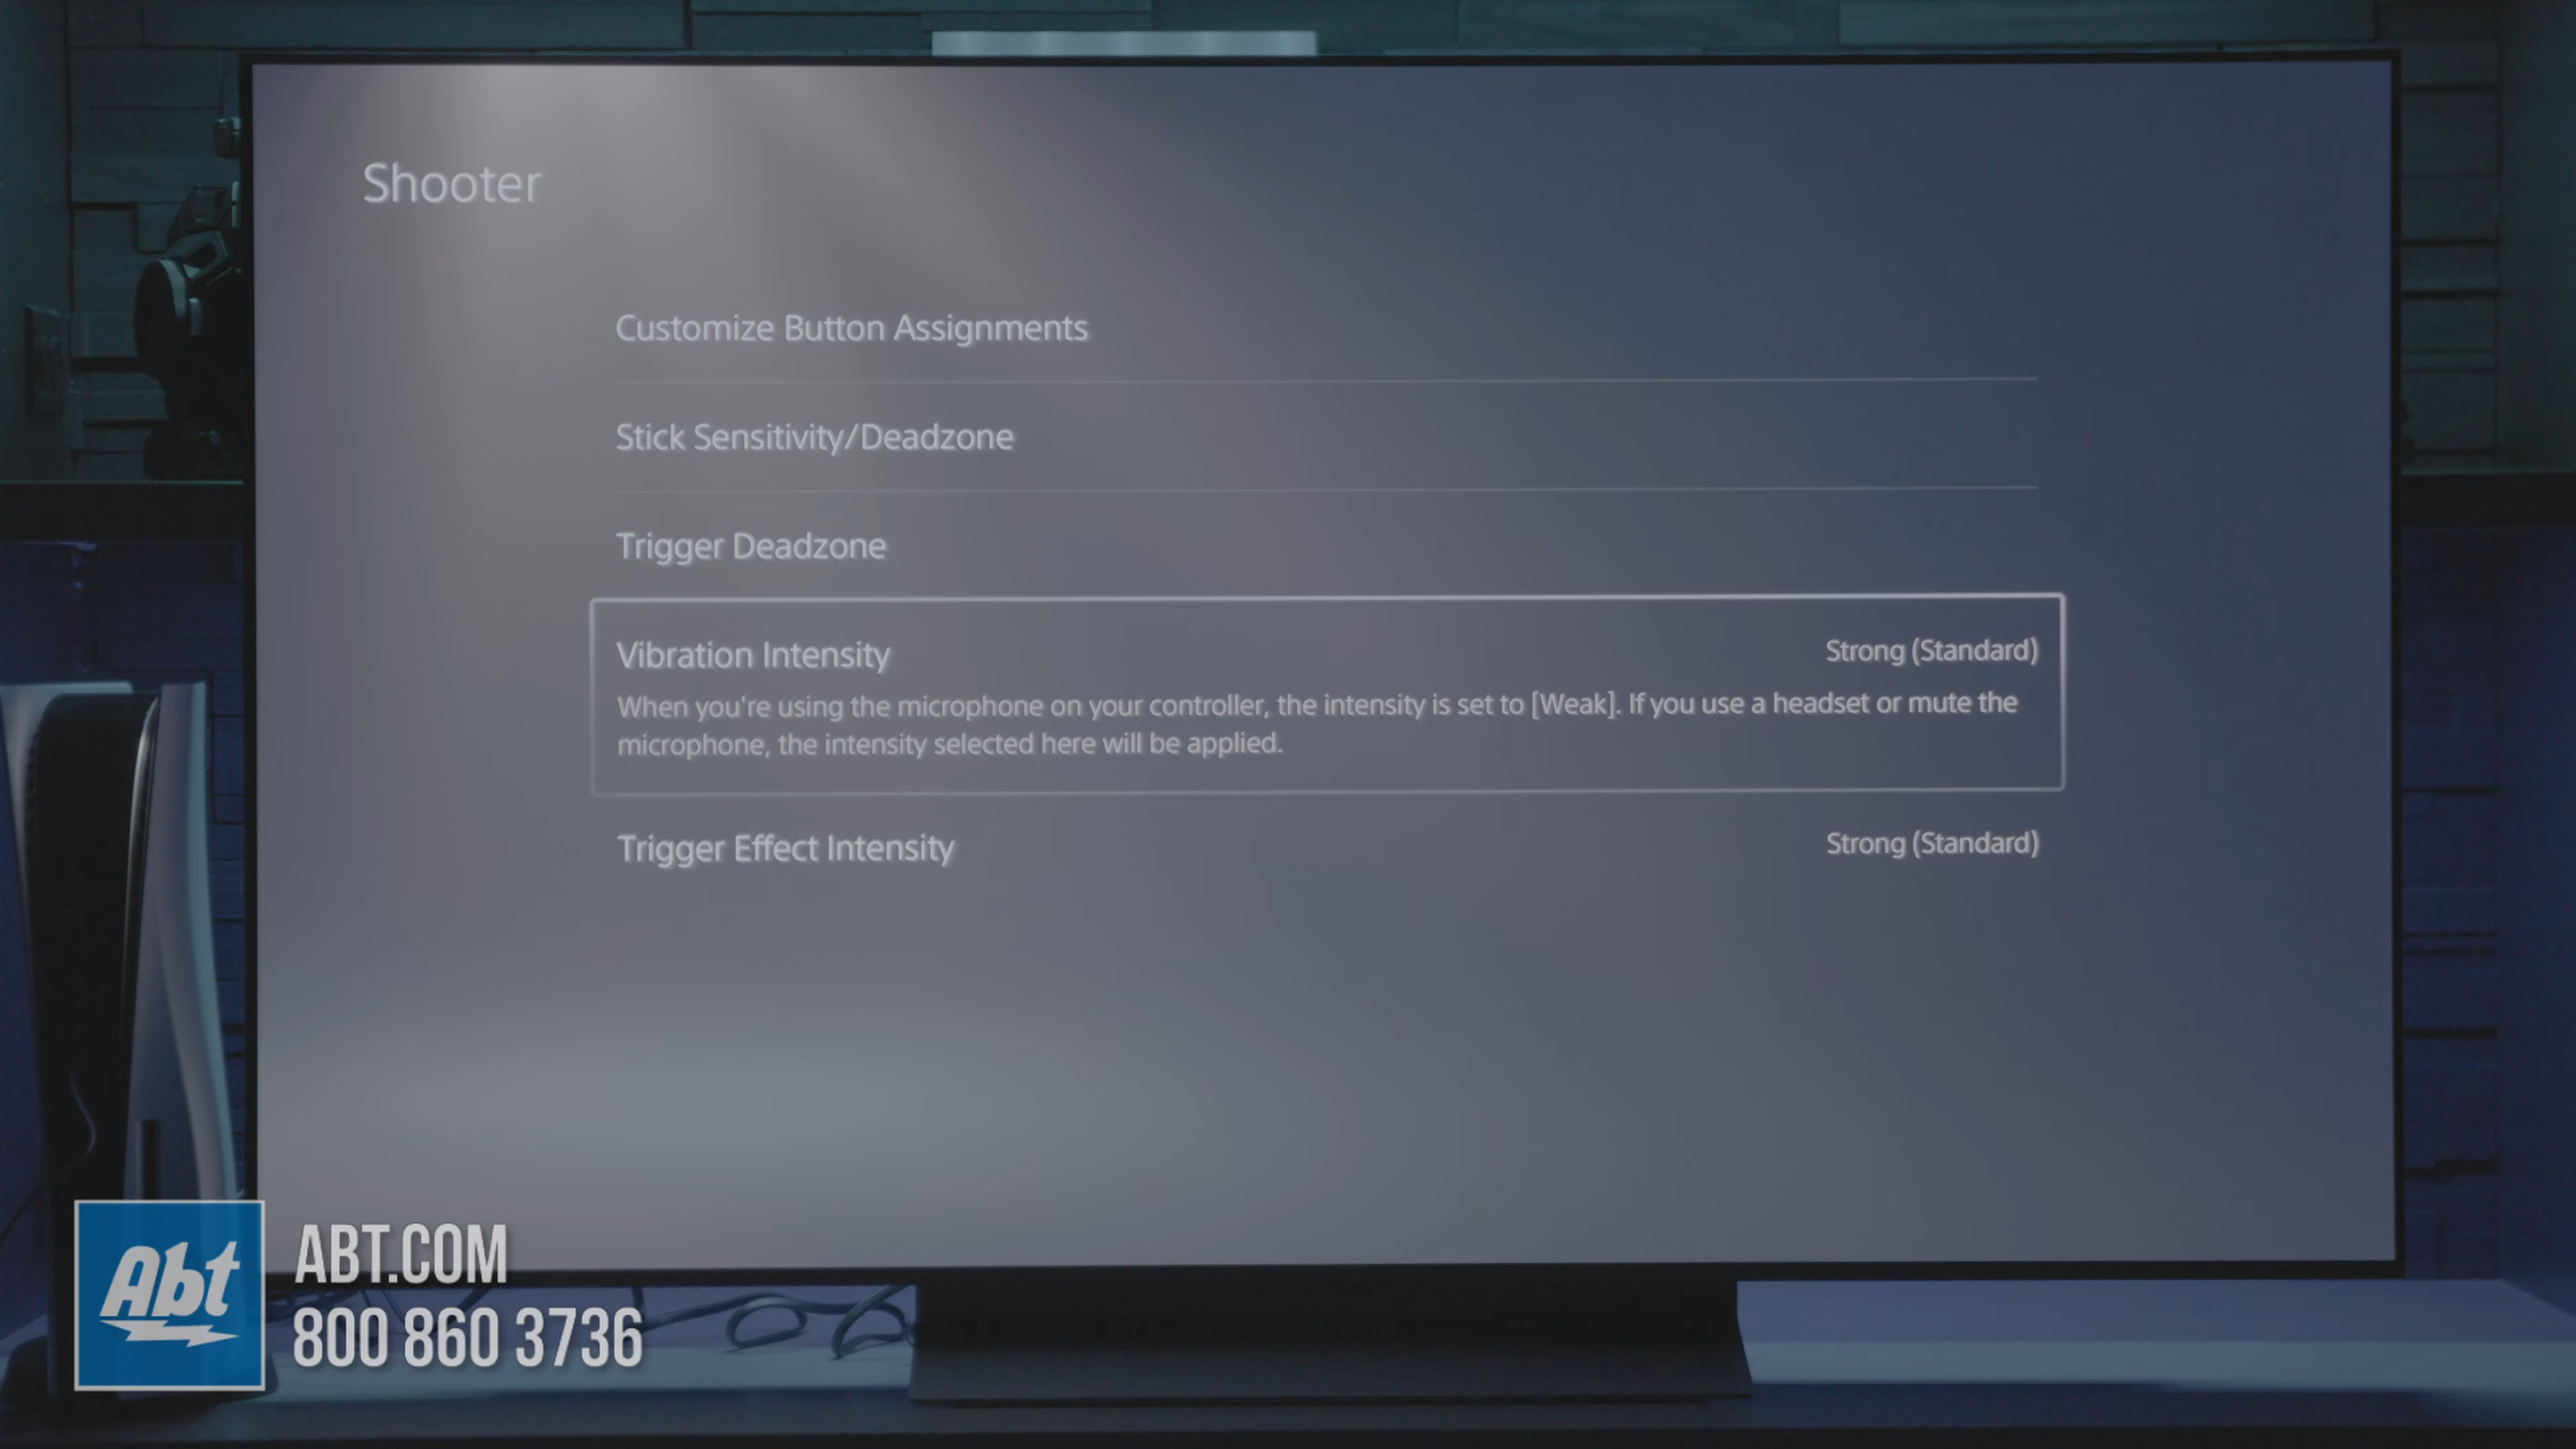 Shooter
Customize Button Assignments
Stick Sensitivity/Deadzone
Trigger Deadzone
Vibration Intensity
Strong (Standard)
When you're using the microphone on your controller, the intensity is set to [Weak]. If you use a headset or mute the
microphone, the intensity selected here will be applied.
Trigger Effect Intensity
Strong (Standard)
Abt
ABT.COM
800 860 3736